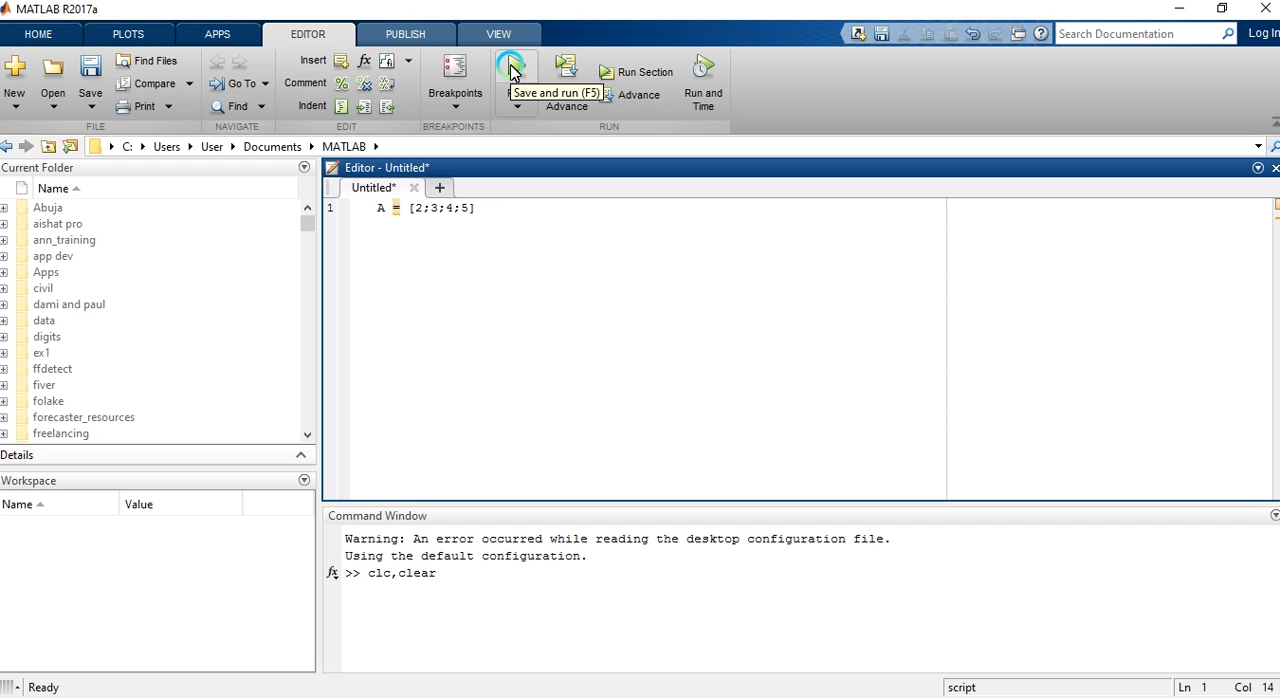 MATLAB R2017a
HOME PLOTS APPS EDITOR PUBLISH VIEW Search Documentation Log In
New Open Save Find Files Compare Print
Go To Find
Insert fx Comment Indent
Breakpoints
Save and run (F5)
Advance
Run Section
Advance
Run and Time
FILE NAVIGATE EDIT BREAKPOINTS RUN
C: Users User Documents MATLAB
Current Folder
Name
Abuja
aishat pro
ann_training
app dev
Apps
civil
dami and paul
data
digits
ex1
ffdetect
fiver
folake
forecaster_resources
freelancing
Details
Workspace
Name Value
Editor - Untitled*
Untitled* +
1 A = [2;3;4;5]
Command Window
Warning: An error occurred while reading the desktop configuration file.
Using the default configuration.
fx >> clc,clear
Ready script Ln 1 Col 14